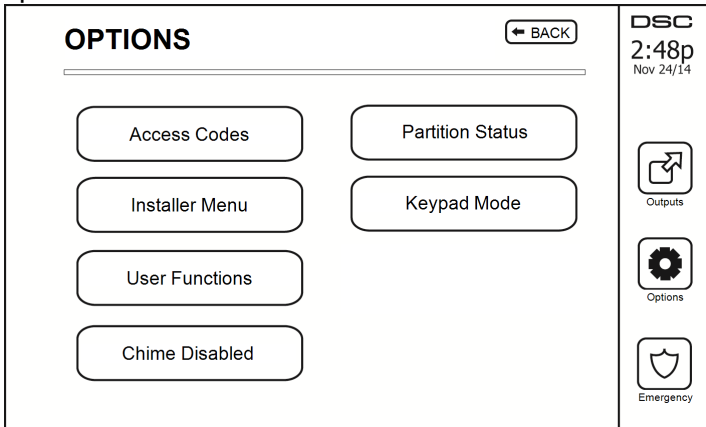 OPTIONS
BACK
DSC
2:48p
Nov 24/14
Access Codes
Partition Status
Installer Menu
Keypad Mode
User Functions
Chime Disabled
Outputs
Options
Emergency